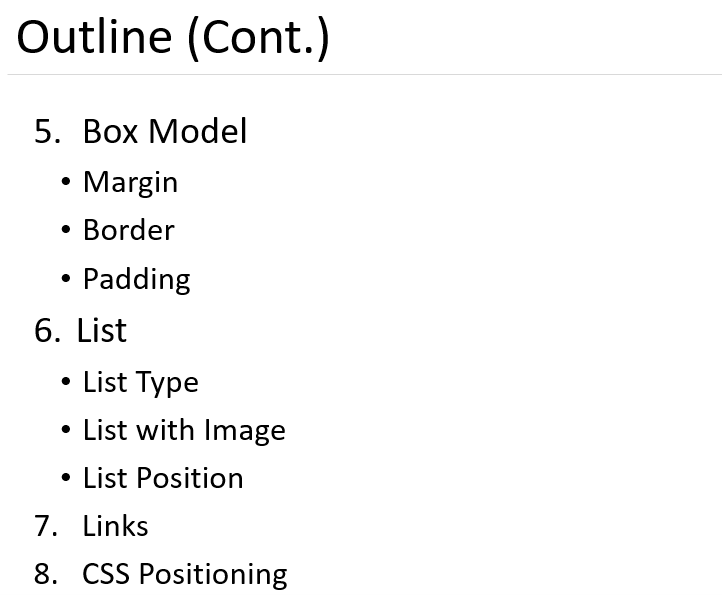 Outline (Cont.)
5. Box Model
• Margin
• Border
• Padding
6. List
• List Type
• List with Image
• List Position
7. Links
8. CSS Positioning